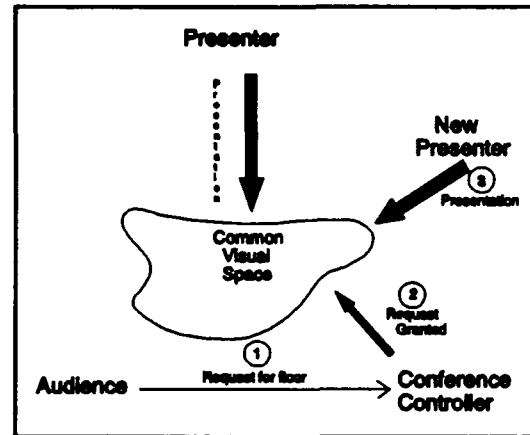 Presenter
Presentation
New
Presenter
3
Presentation
Common
Visual
Space
2
Request
Granted
1
Request for floor
Audience
Conference
Controller